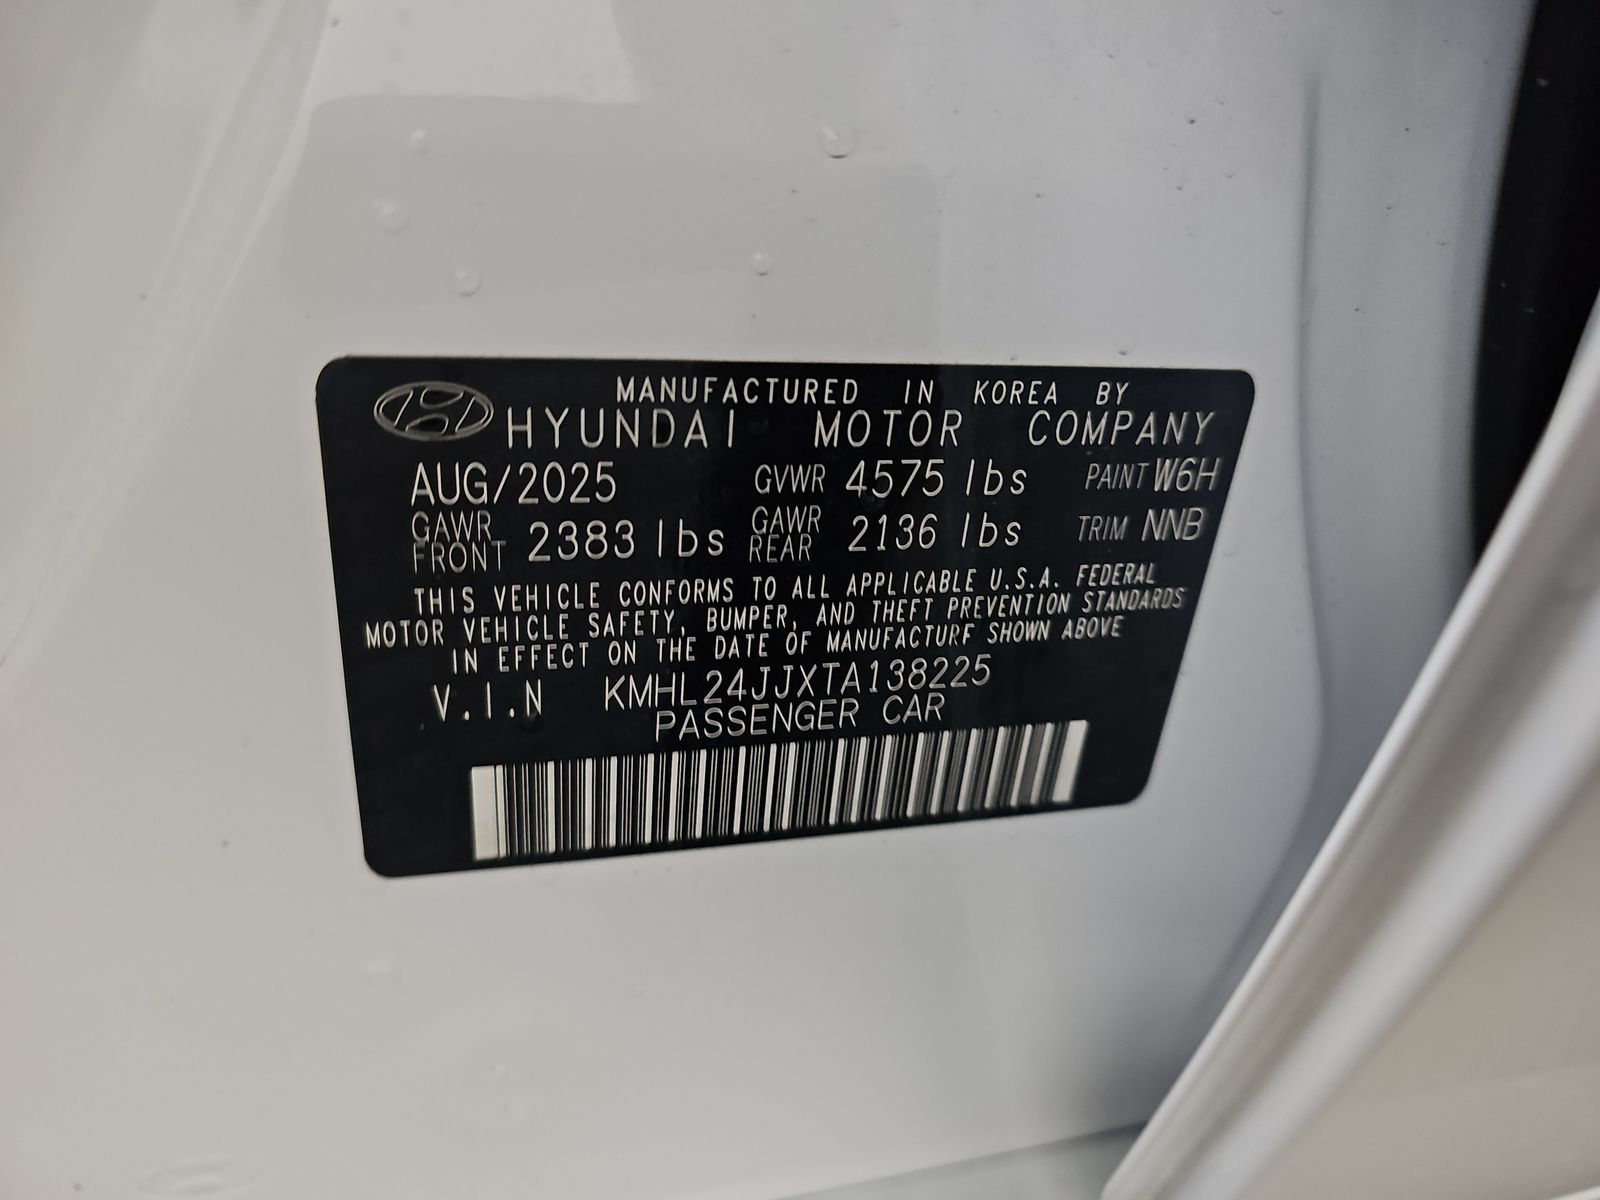 MANUFACTURED IN KOREA BY
HYUNDAI MOTOR COMPANY
AUG/2025 GVWR 4575 lbs PAINT W6H
GAWR FRONT 2383 lbs GAWR REAR 2136 lbs TRIM NNB
THIS VEHICLE CONFORMS TO ALL APPLICABLE U.S.A. FEDERAL
MOTOR VEHICLE SAFETY, BUMPER, AND THEFT PREVENTION STANDARDS
IN EFFECT ON THE DATE OF MANUFACTURE SHOWN ABOVE
V.I.N KMHL24JJXTA138225
PASSENGER CAR